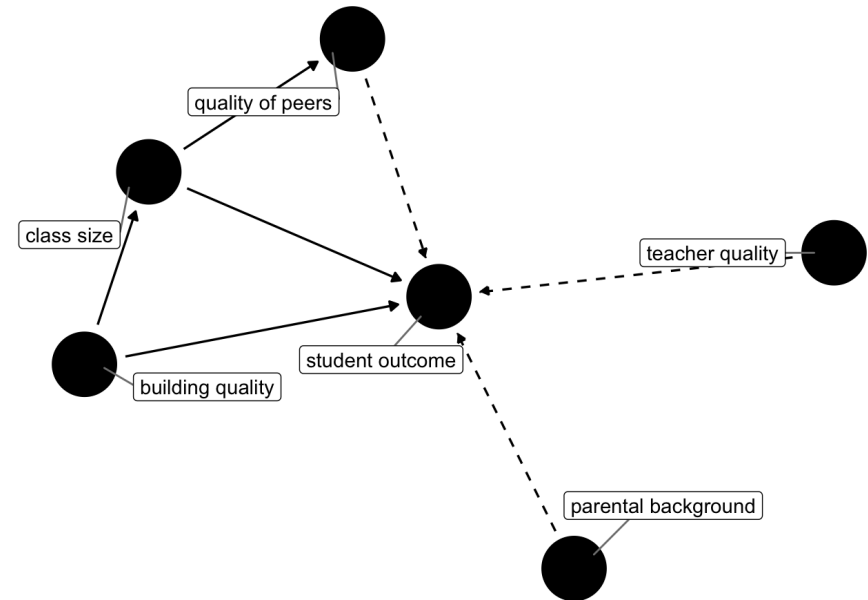 quality of peers
class size
teacher quality
student outcome
building quality
parental background